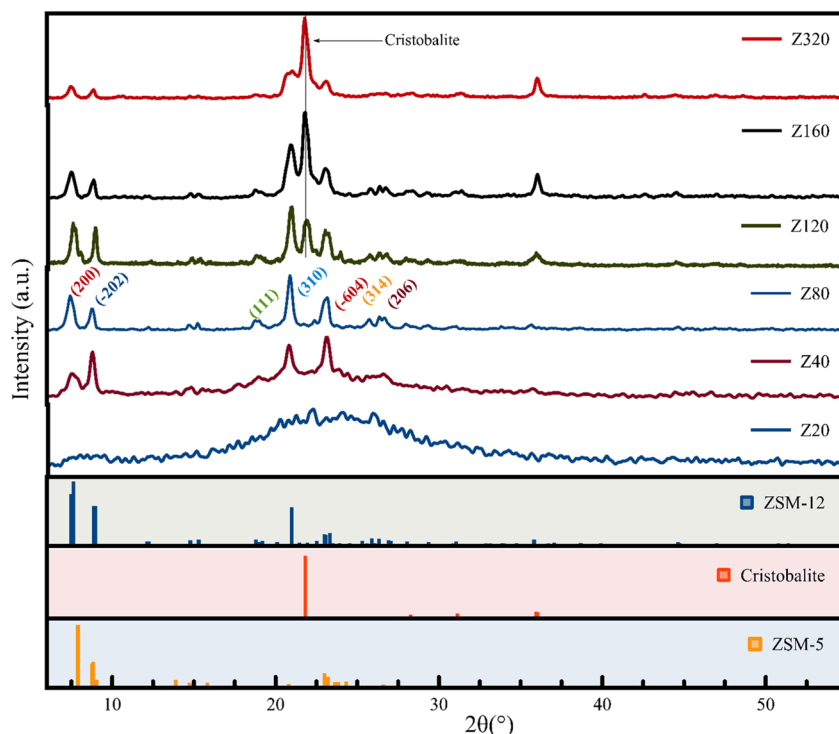 Cristobalite
Z320
Z160
Z120
(200)
(-202)
(111)
(310)
(-604)
(314)
(206)
Z80
Z40
Z20
Intensity (a.u.)
ZSM-12
Cristobalite
ZSM-5
10 20 30 40 50
2θ(°)